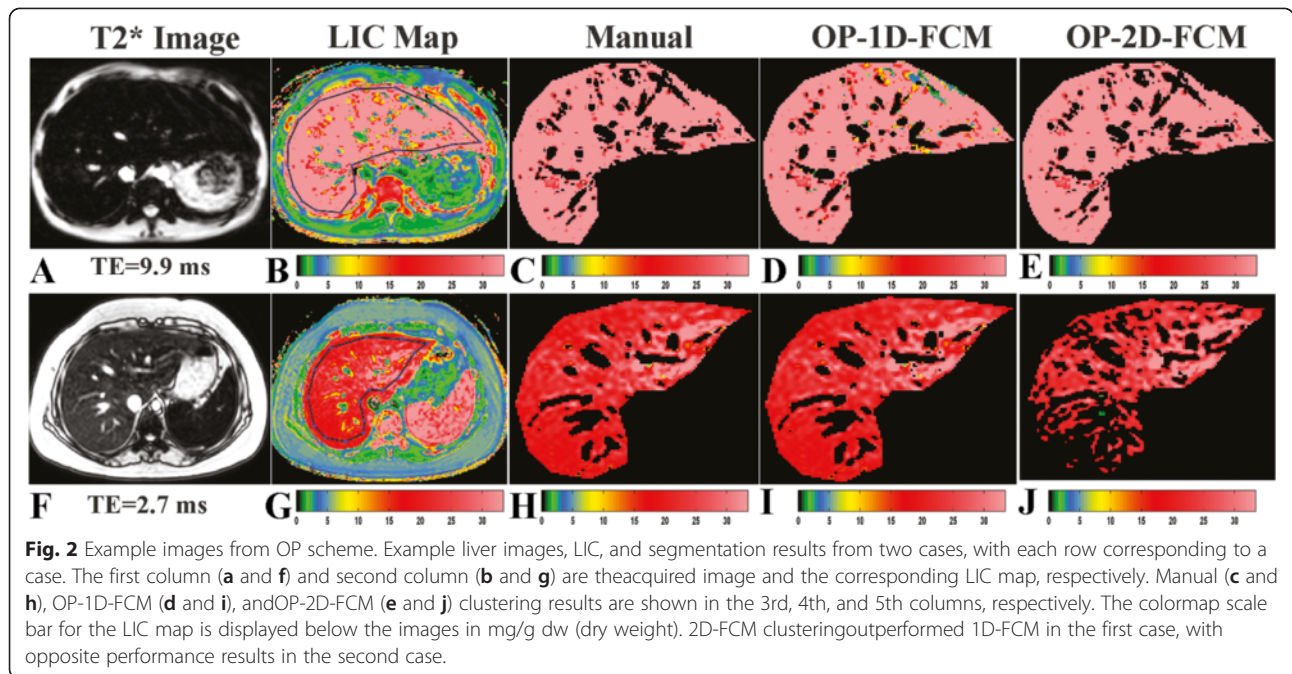 T2* Image LIC Map Manual OP-1D-FCM OP-2D-FCM
A TE=9.9 ms B C D E
0 5 10 15 20 25 30 0 5 10 15 20 25 30 0 5 10 15 20 25 30 0 5 10 15 20 25 30
F TE=2.7 ms G H I J
0 5 10 15 20 25 30 0 5 10 15 20 25 30 0 5 10 15 20 25 30 0 5 10 15 20 25 30
Fig. 2 Example images from OP scheme. Example liver images, LIC, and segmentation results from two cases, with each row corresponding to a
case. The first column (a and f) and second column (b and g) are theacquired image and the corresponding LIC map, respectively. Manual (c and
h), OP-1D-FCM (d and i), andOP-2D-FCM (e and j) clustering results are shown in the 3rd, 4th, and 5th columns, respectively. The colormap scale
bar for the LIC map is displayed below the images in mg/g dw (dry weight). 2D-FCM clusteringoutperformed 1D-FCM in the first case, with
opposite performance results in the second case.